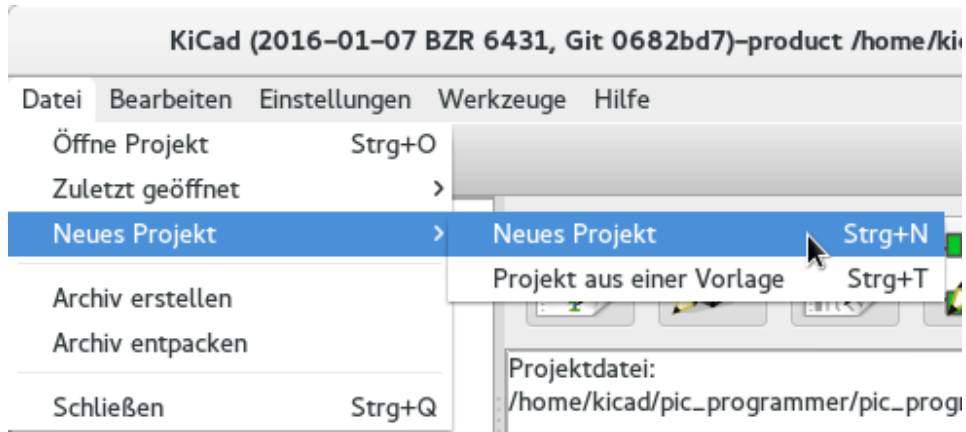 KiCad (2016-01-07 BZR 6431, Git 0682bd7)-product /home/kic
Datei Bearbeiten Einstellungen Werkzeuge Hilfe
Öffne Projekt Strg+O
Zuletzt geöffnet
Neues Projekt
Neues Projekt Strg+N
Projekt aus einer Vorlage Strg+T
Archiv erstellen
Archiv entpacken
Schließen Strg+Q
Projektdatei:
/home/kicad/pic_programmer/pic_progr